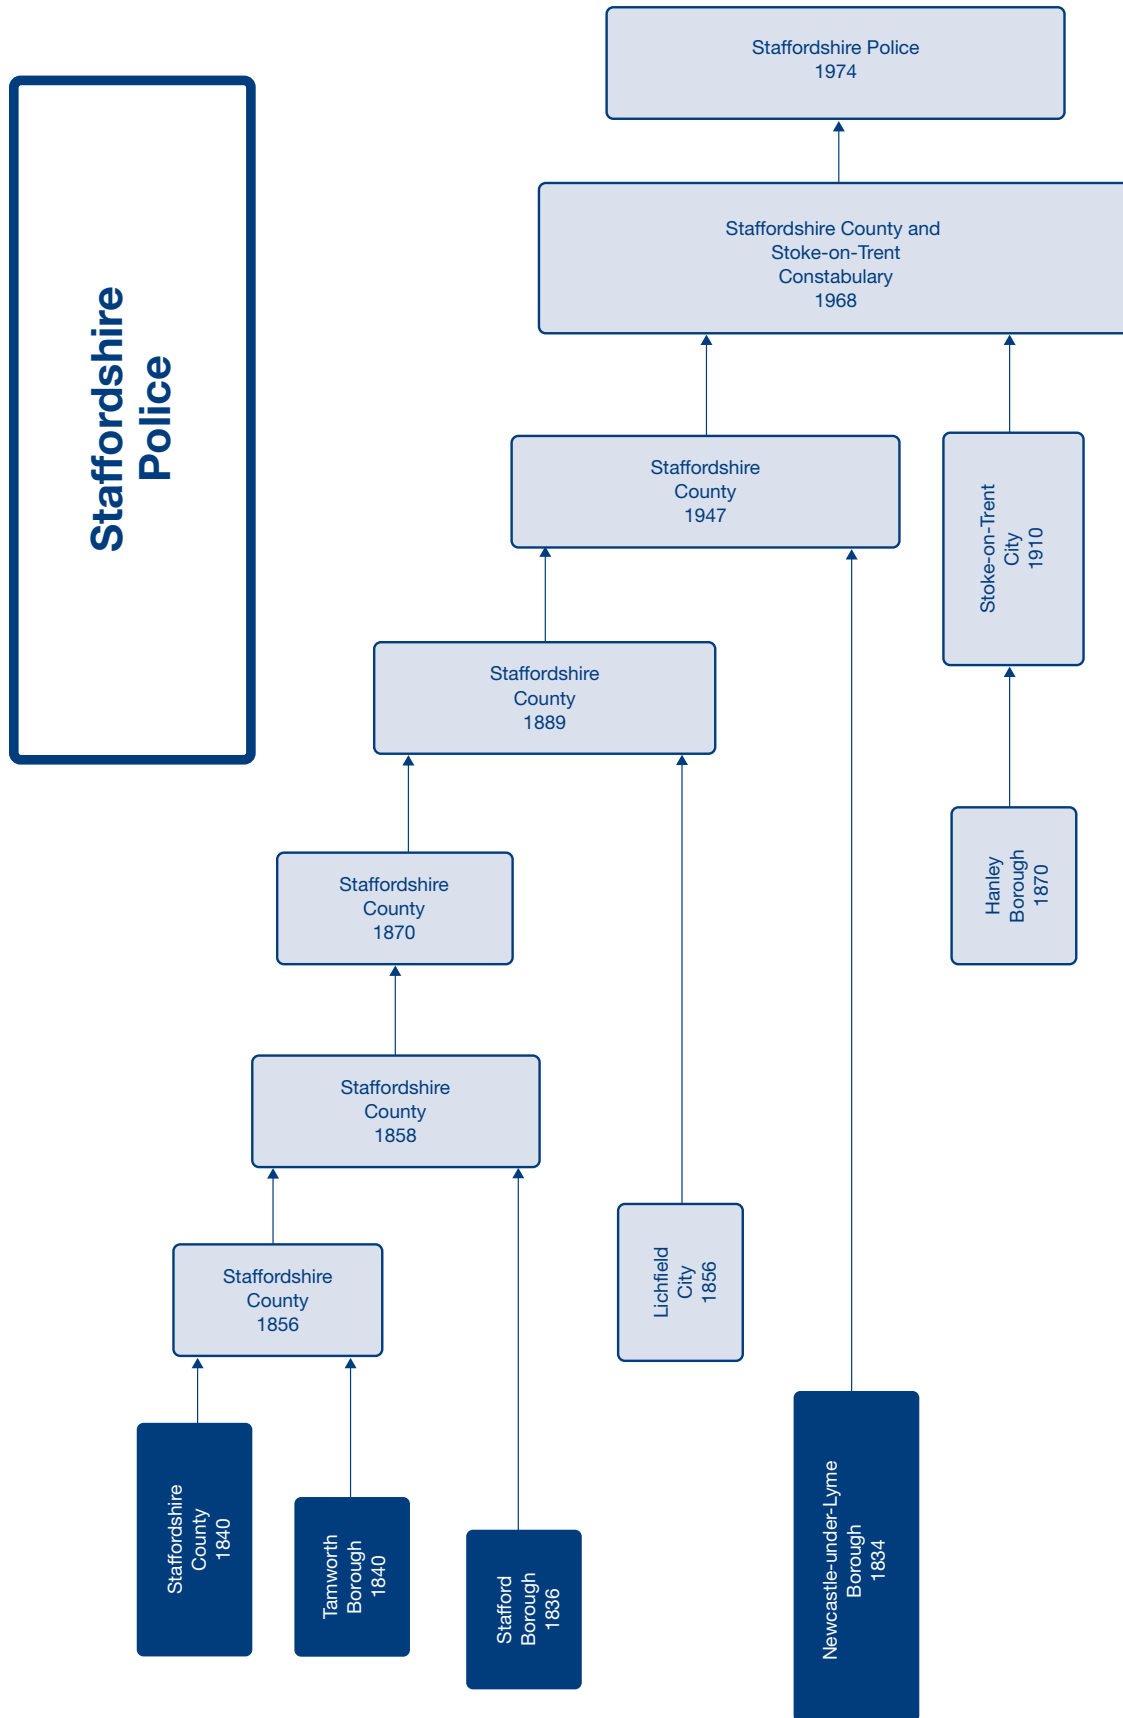 Staffordshire
Police
Staffordshire Police
1974
Staffordshire County and
Stoke-on-Trent
Constabulary
1968
Staffordshire
County
1947
Stoke-on-Trent
City
1910
Staffordshire
County
1889
Hanley
Borough
1870
Staffordshire
County
1870
Staffordshire
County
1858
Lichfield
City
1856
Staffordshire
County
1856
Staffordshire
County
1840
Tamworth
Borough
1840
Stafford
Borough
1836
Newcastle-under-Lyme
Borough
1834